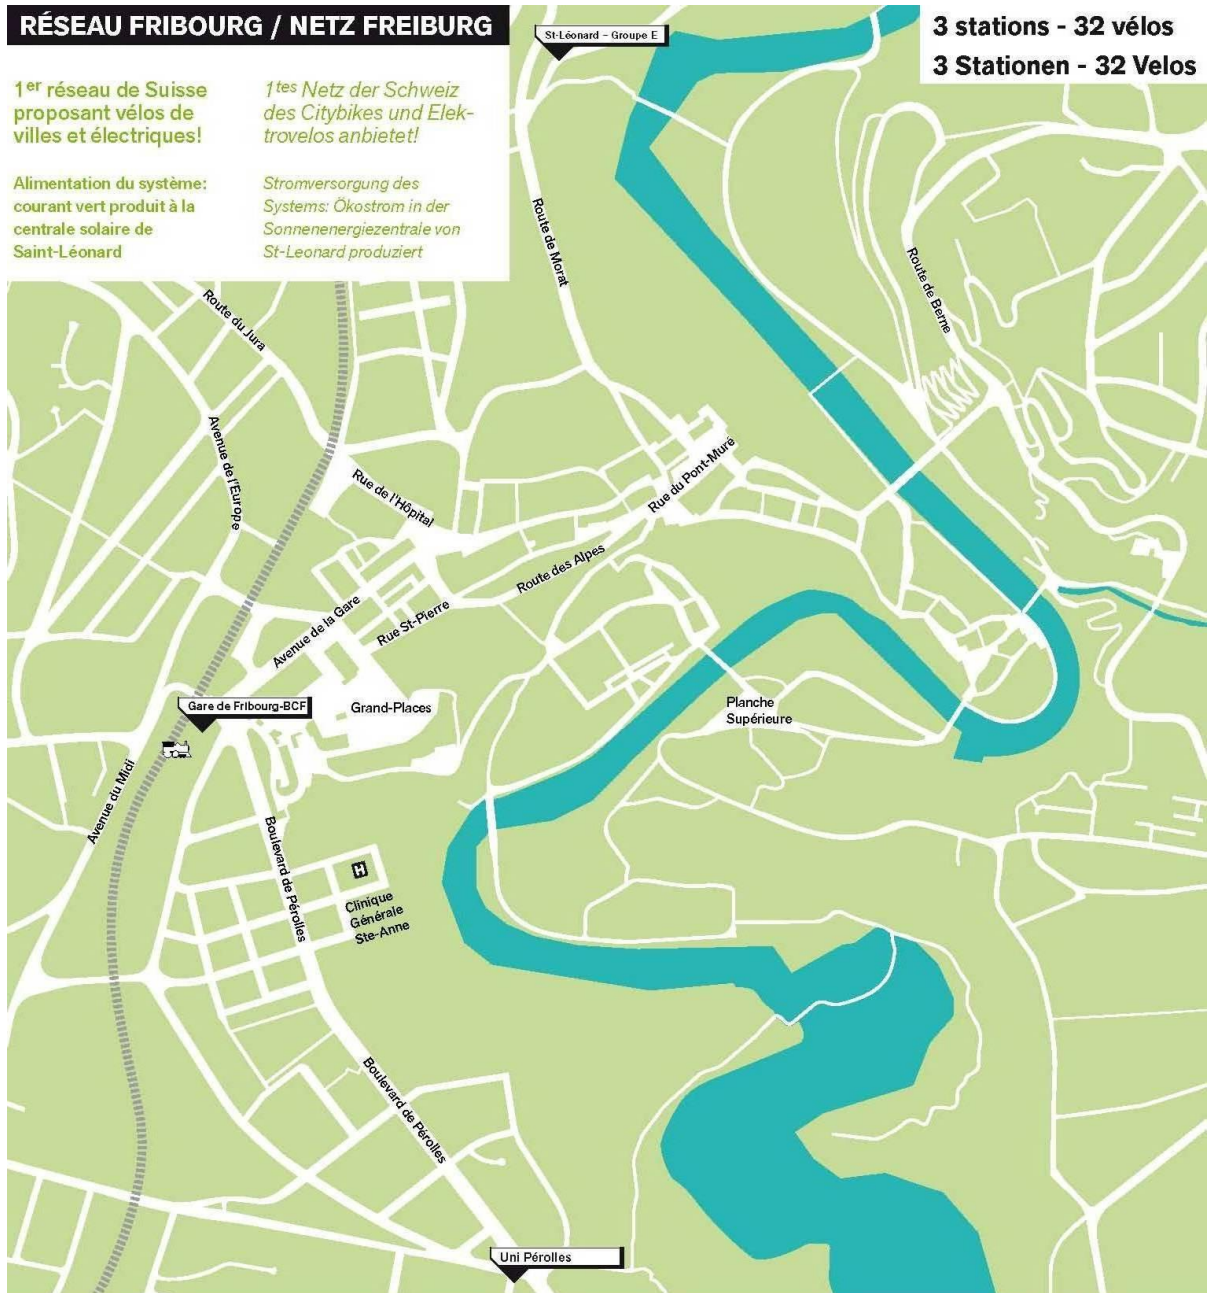 RÉSEAU FRIBOURG / NETZ FREIBURG
3 stations - 32 vélos
3 Stationen - 32 Velos
1er réseau de Suisse
proposant vélos de
villes et électriques!
Alimentation du système:
courant vert produit à la
centrale solaire de
Saint-Léonard
1tes Netz der Schweiz
des Citybikes und Elek-
trovelos anbietet!
Stromversorgung des
Systems: Ökostrom in der
Sonnenenergiezentrale von
St-Leonard produziert
St-Léonard – Groupe E
Route de Morat
Route de Berne
Route du Jura
Avenue de l'Europe
Rue de l'Hôpital
Rue du Pont-Muré
Route des Alpes
Avenue de la Gare
Rue St-Pierre
Gare de Fribourg-BCF
Grand-Places
Planche
Supérieure
Avenue du Midi
Boulevard de Pérolles
H
Clinique
Générale
Ste-Anne
Boulevard de Pérolles
Uni Pérolles